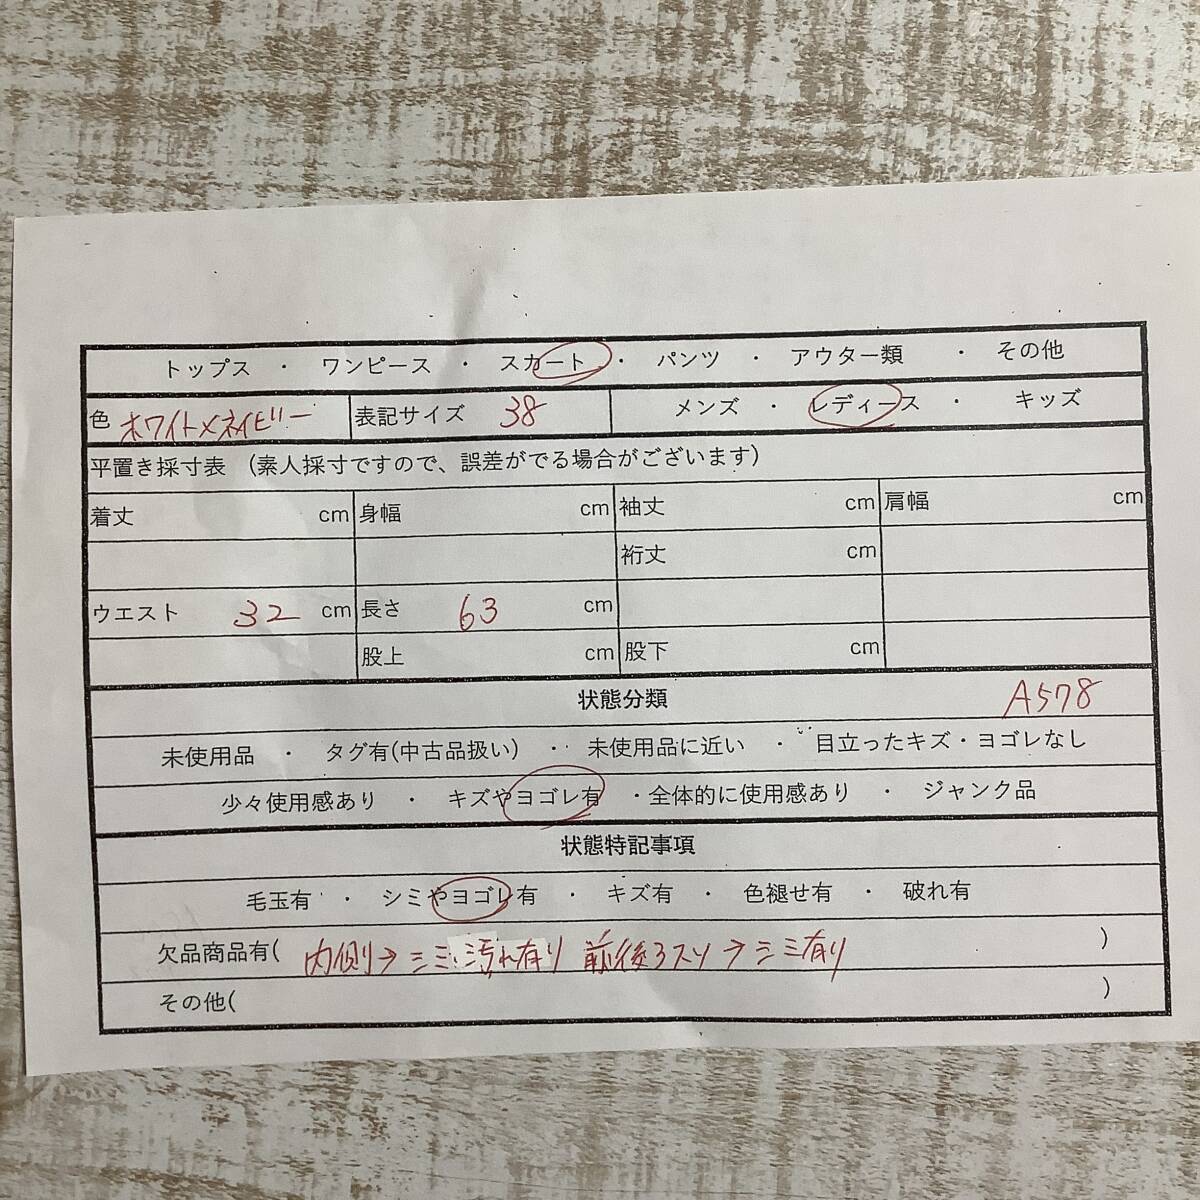 トップス ・ ワンピース ・ スカート ・ パンツ ・ アウター類 ・ その他
色 ホワイト×ネイビー 表記サイズ 38 メンズ ・ レディース ・ キッズ
平置き採寸表 (素人採寸ですので、誤差がでる場合がございます)
着丈 cm 身幅 cm 袖丈 cm 肩幅 cm
裄丈 cm
ウエスト 32 cm 長さ 63 cm
股上 cm 股下 cm
状態分類 A578
未使用品 ・ タグ有(中古品扱い) ・ 未使用品に近い ・ 目立ったキズ・ヨゴレなし
少々使用感あり ・ キズやヨゴレ有 ・全体的に使用感あり ・ ジャンク品
状態特記事項
毛玉有 ・ シミやヨゴレ有 ・ キズ有 ・ 色褪せ有 ・ 破れ有
欠品商品有( 内側→シミ、汚れ有り 前後スソ→シミ有り )
その他( )